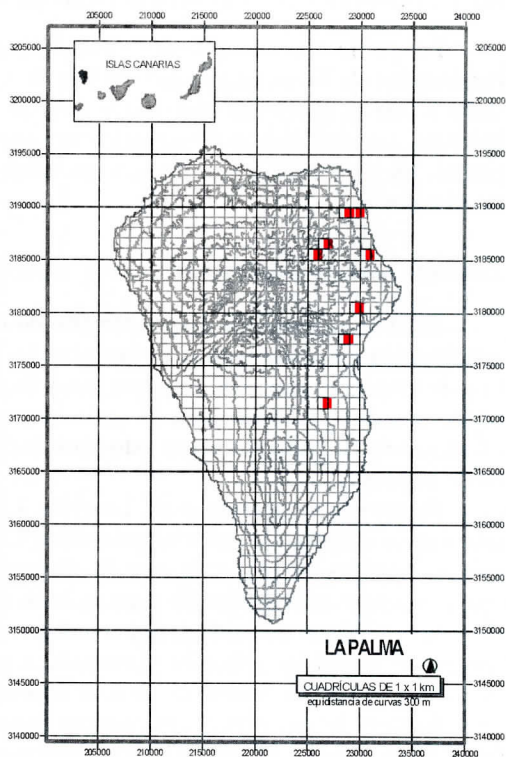 205000 210000 215000 220000 225000 230000 235000 240000
3205000 3205000
ISLAS CANARIAS
3200000 3200000
3195000 3195000
3190000 3190000
3185000 3185000
3180000 3180000
3175000 3175000
3170000 3170000
3165000 3165000
3160000 3160000
3155000 3155000
3150000 3150000
LA PALMA
3145000 3145000
CUADRÍCULAS DE 1 x 1 km
equidistancia de curvas 300 m
3140000 3140000
205000 210000 215000 220000 225000 230000 235000 240000